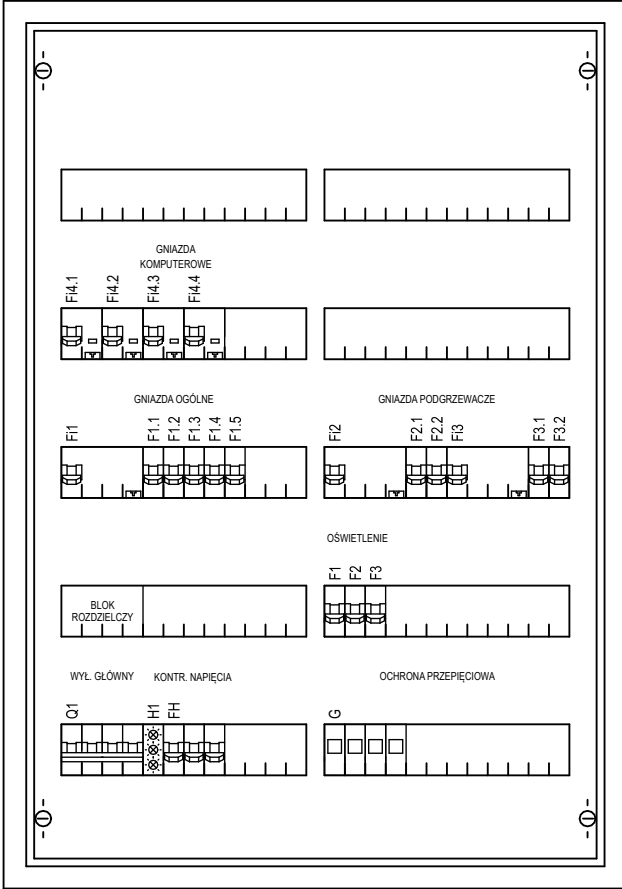 GNIAZDA
KOMPUTEROWE
Fi4.1 Fi4.2 Fi4.3 Fi4.4
GNIAZDA OGÓLNE
Fi1 F1.1 F1.2 F1.3 F1.4 F1.5
GNIAZDA PODGRZEWACZE
Fi2 F2.1 F2.2 Fi3 F3.1 F3.2
OŚWIETLENIE
F1 F2 F3
BLOK
ROZDZIELCZY
WYŁ. GŁÓWNY KONTR. NAPIĘCIA
Q1 H1 FH
OCHRONA PRZEPIĘCIOWA
G